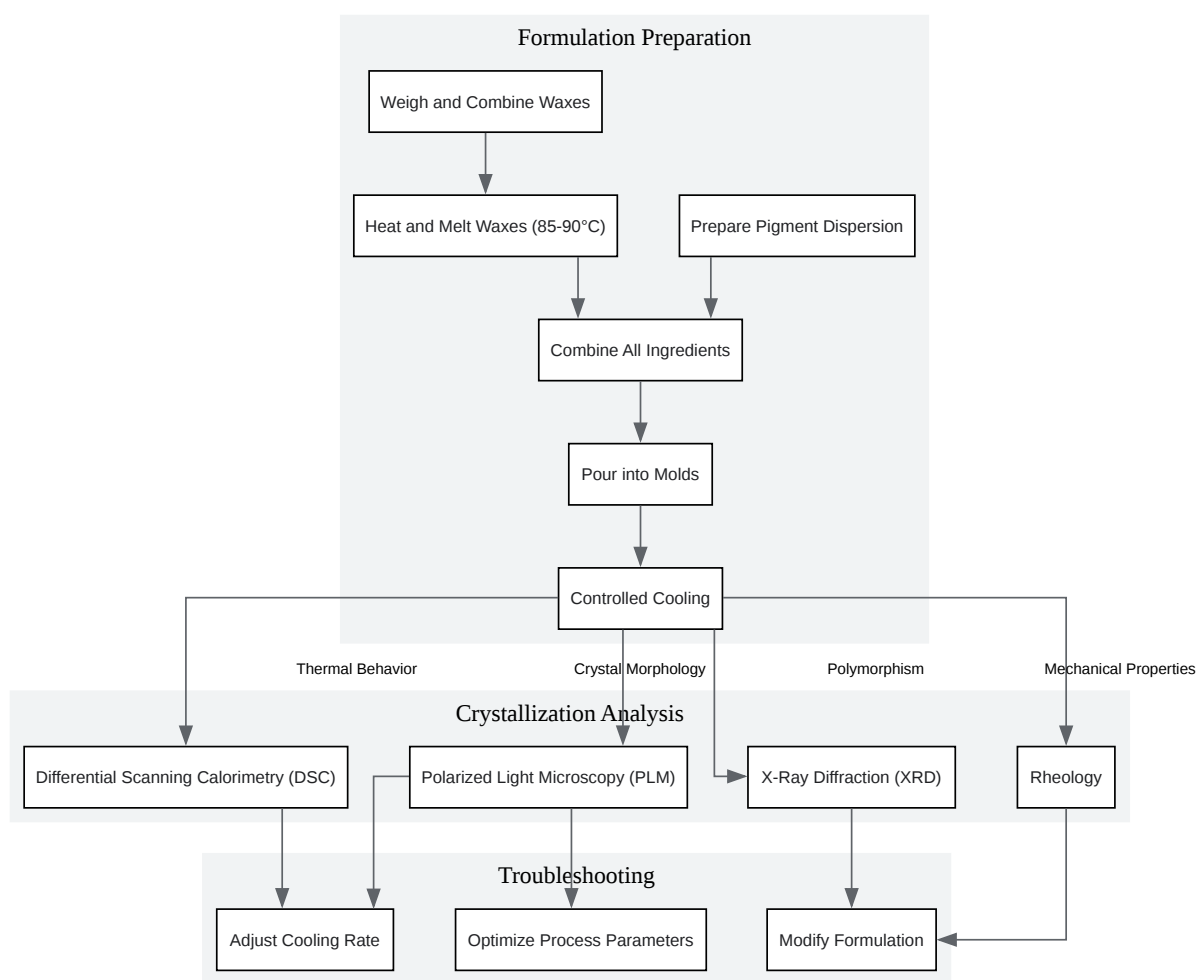 Formulation Preparation
Weigh and Combine Waxes
Heat and Melt Waxes (85-90°C)
Prepare Pigment Dispersion
Combine All Ingredients
Pour into Molds
Controlled Cooling
Thermal Behavior
Crystal Morphology
Polymorphism
Mechanical Properties
Crystallization Analysis
Differential Scanning Calorimetry (DSC)
Polarized Light Microscopy (PLM)
X-Ray Diffraction (XRD)
Rheology
Troubleshooting
Adjust Cooling Rate
Optimize Process Parameters
Modify Formulation